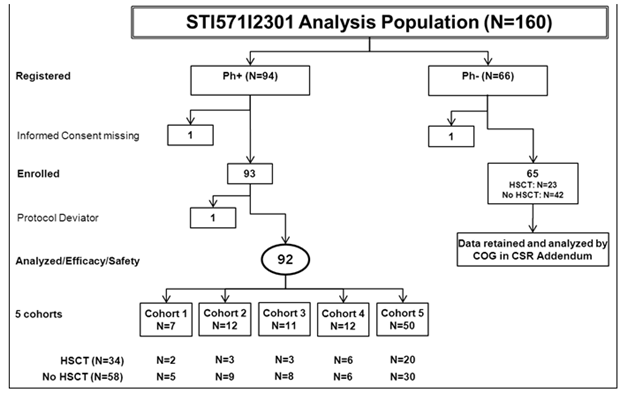 STI571I2301 Analysis Population (N=160)
Registered
Ph+ (N=94)
Ph- (N=66)
Informed Consent missing
1
1
Enrolled
93
65
HSCT: N=23
No HSCT: N=42
Protocol Deviator
1
Data retained and analyzed by
COG in CSR Addendum
Analyzed/Efficacy/Safety
92
5 cohorts
Cohort 1
N=7
Cohort 2
N=12
Cohort 3
N=11
Cohort 4
N=12
Cohort 5
N=50
HSCT (N=34) N=2 N=3 N=3 N=6 N=20
No HSCT (N=58) N=5 N=9 N=8 N=6 N=30